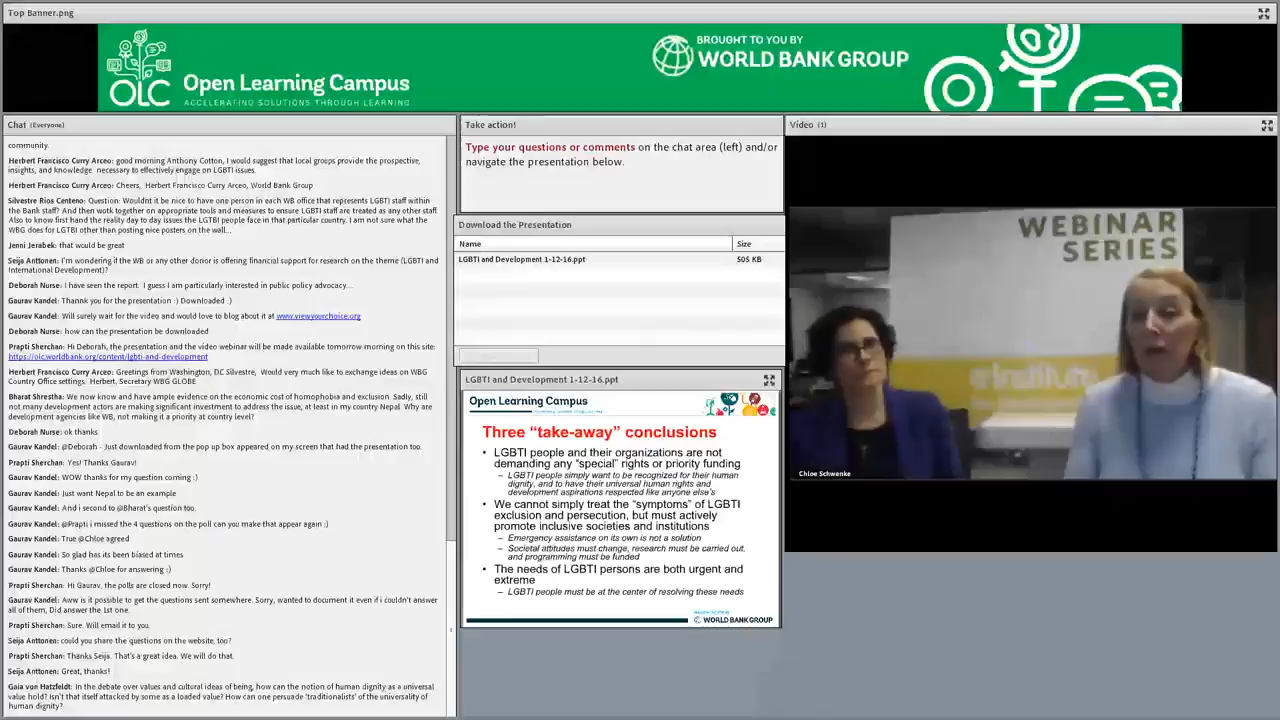 Top Banner.png
OLC
Open Learning Campus
ACCELERATING SOLUTIONS THROUGH LEARNING
BROUGHT TO YOU BY
WORLD BANK GROUP
Chat (Everyone)
community.
Herbert Francisco Curry Arceo: good morning Anthony Cotton, I would suggest that local groups provide the prospective,
insights, and knowledge necessary to effectively engage on LGBTI issues.
Herbert Francisco Curry Arceo: Cheers, Herbert Francisco Curry Arceo, World Bank Group
Silvestre Rios Centeno: Question: Wouldnt it be nice to have one person in each WB office that represents LGBTI staff within
the Bank staff? And then work together on appropriate tools and measures to ensure LGBTI staff are treated as any other staff.
Also to know first hand the reality day to day issues the LGTBI people face in that particular country. I am not sure what the
WBG does for LGTBI other than posting nice posters on the wall...
Jenni Jerabek: that would be great
Seija Anttonen: I'm wondering if the WB or any other donor is offering financial support for research on the theme (LGTBI and
International Development)?
Deborah Nurse: I have seen the report. I guess I am particularly interested in public policy advocacy...
Gaurav Kandel: Thannk you for the presentation :) Downloaded :)
Gaurav Kandel: Will surely wait for the video and would love to blog about it at www.viewyourchoice.org
Deborah Nurse: how can the presentation be downloaded
Prapti Sherchan: Hi Deborah, the presentation and the video webinar will be made available tomorrow morning on this site:
https://olc.worldbank.org/content/lgbti-and-development
Herbert Francisco Curry Arceo: Greetings from Washington, DC Silvestre, Would very much like to exchange ideas on WBG
Country Office settings. Herbert, Secretary WBG GLOBE
Bharat Shrestha: We now know and have ample evidence on the economic cost of homophobia and exclusion. Sadly, still
not many development actors are making significant investment to address the issue, at least in my country Nepal. Why are
development agencies like WB, not making it a priority at country level?
Deborah Nurse: ok thanks
Gaurav Kandel: @Deborah - Just downloaded from the pop up box appeared on my screen that had the presentation too.
Prapti Sherchan: Yes! Thanks Gaurav!
Gaurav Kandel: WOW thanks for my question coming :)
Gaurav Kandel: Just want Nepal to be an example
Gaurav Kandel: And i second to @Bharat's question too.
Gaurav Kandel: @Prapti i missed the 4 questions on the poll can you make that appear again ;)
Gaurav Kandel: True @Chloe agreed
Gaurav Kandel: So glad has its been biased at times
Gaurav Kandel: Thanks @Chloe for answering :)
Prapti Sherchan: Hi Gaurav, the polls are closed now. Sorry!
Gaurav Kandel: Aww is it possible to get the questions sent somewhere. Sorry, wanted to document it even if i couldn't answer
all of them, Did answer the 1st one.
Prapti Sherchan: Sure. Will email it to you.
Seija Anttonen: could you share the questions on the website, too?
Prapti Sherchan: Thanks Seija. That's a great idea. We will do that.
Seija Anttonen: Great, thanks!
Gaia von Hatzfeldt: In the debate over values and cultural ideas of being, how can the notion of human dignity as a universal
value hold? Isn't that itself attacked by some as a loaded value? How can one persuade 'traditionalists' of the universality of
human dignity?
Take action!
Type your questions or comments on the chat area (left) and/or
navigate the presentation below.
Download the Presentation
Name Size
LGBTI and Development 1-12-16.ppt 505 KB
LGBTI and Development 1-12-16.ppt
Open Learning Campus
Three “take-away” conclusions
• LGBTI people and their organizations are not
demanding any “special” rights or priority funding
– LGBTI people simply want to be recognized for their human
dignity, and to have their universal human rights and
development aspirations respected like anyone else's
• We cannot simply treat the “symptoms” of LGBTI
exclusion and persecution, but must actively
promote inclusive societies and institutions
– Emergency assistance on its own is not a solution
– Societal attitudes must change, research must be carried out,
and programming must be funded
• The needs of LGBTI persons are both urgent and
extreme
– LGBTI people must be at the center of resolving these needs
WORLD BANK GROUP
Video (1)
WEBINAR
SERIES
Chloe Schwenke